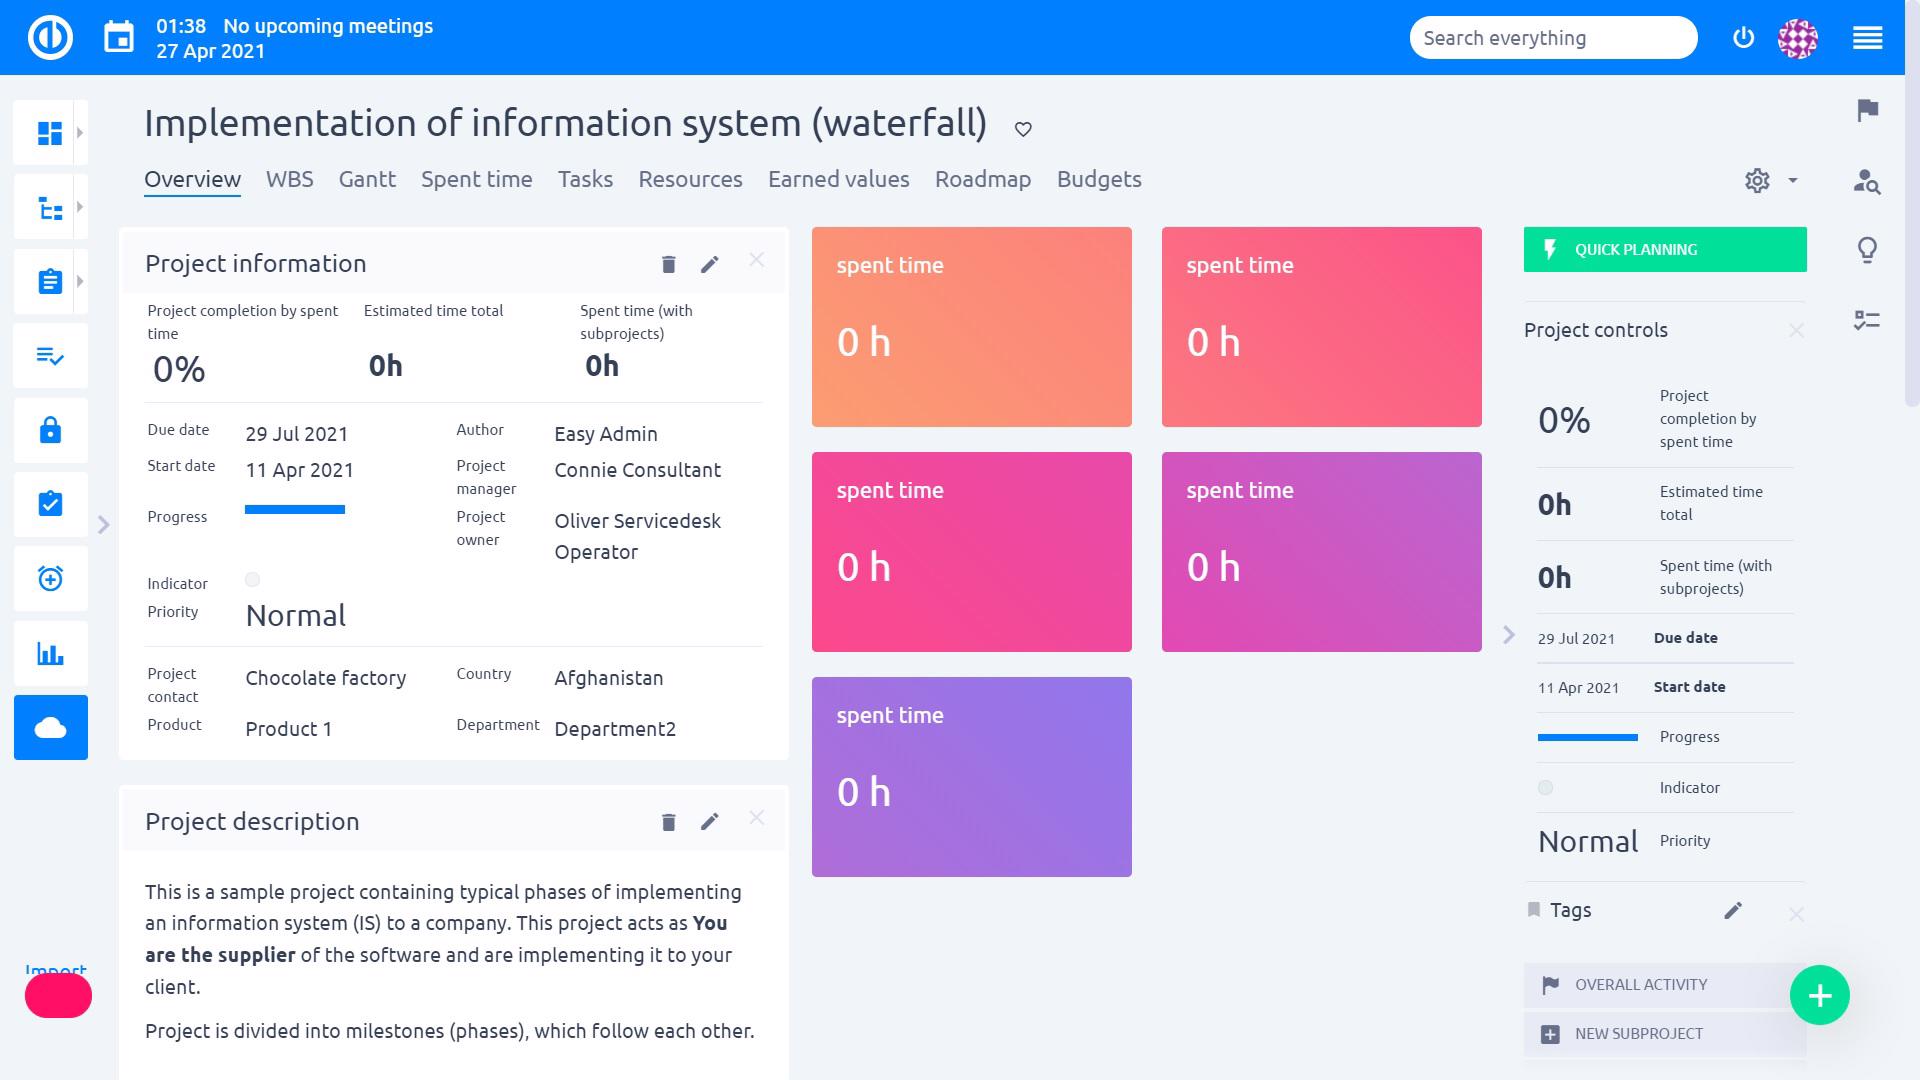 01:38 No upcoming meetings
27 Apr 2021
Search everything
Implementation of information system (waterfall)
Overview WBS Gantt Spent time Tasks Resources Earned values Roadmap Budgets
Project information
Project completion by spent
time
0%
Estimated time total
0h
Spent time (with
subprojects)
0h
Due date 29 Jul 2021
Author Easy Admin
Start date 11 Apr 2021
Project
manager
Connie Consultant
Progress
Project
owner
Oliver Servicedesk
Operator
Indicator
Priority Normal
Project
contact
Chocolate factory
Country Afghanistan
Product Product 1
Department Department2
Project description
This is a sample project containing typical phases of implementing
an information system (IS) to a company. This project acts as You
are the supplier of the software and are implementing it to your
client.
Project is divided into milestones (phases), which follow each other.
spent time
0 h
spent time
0 h
spent time
0 h
spent time
0 h
spent time
0 h
QUICK PLANNING
Project controls
0%
Project
completion by
spent time
0h
Estimated time
total
0h
Spent time (with
subprojects)
29 Jul 2021 Due date
11 Apr 2021 Start date
Progress
Indicator
Normal Priority
Tags
OVERALL ACTIVITY
NEW SUBPROJECT
Import